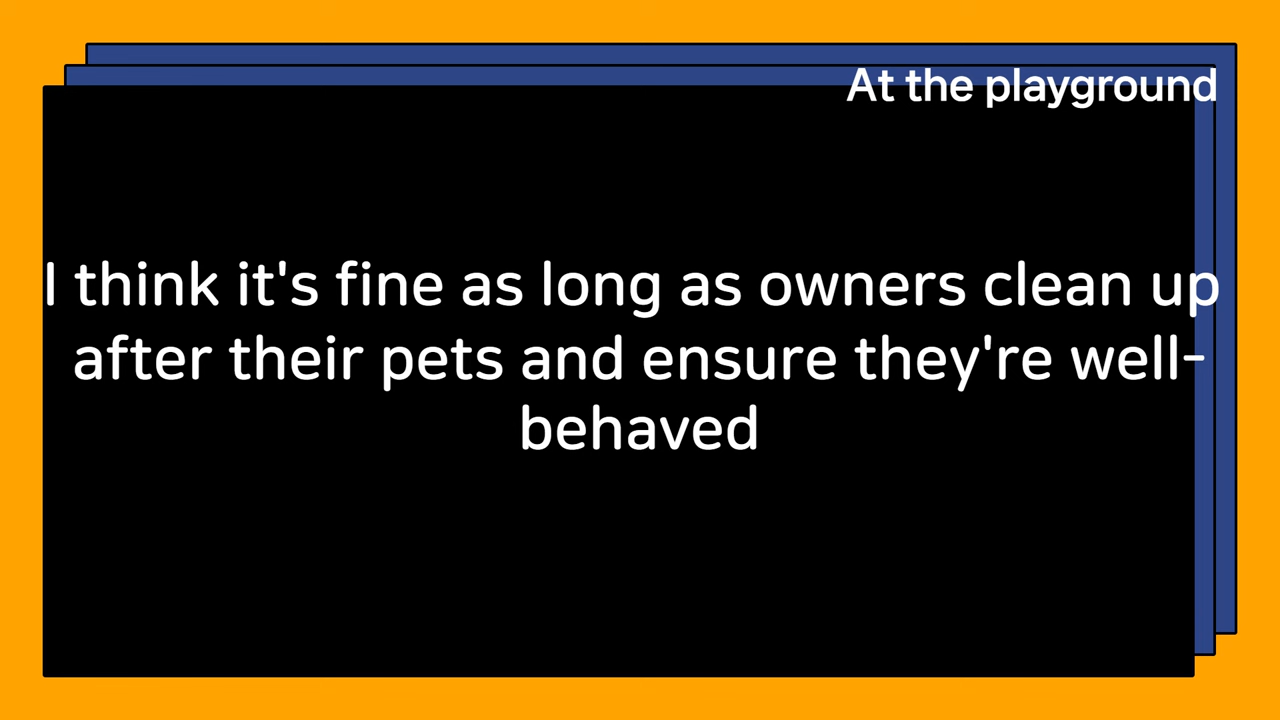 At the playground
I think it's fine as long as owners clean up
after their pets and ensure they're well-
behaved